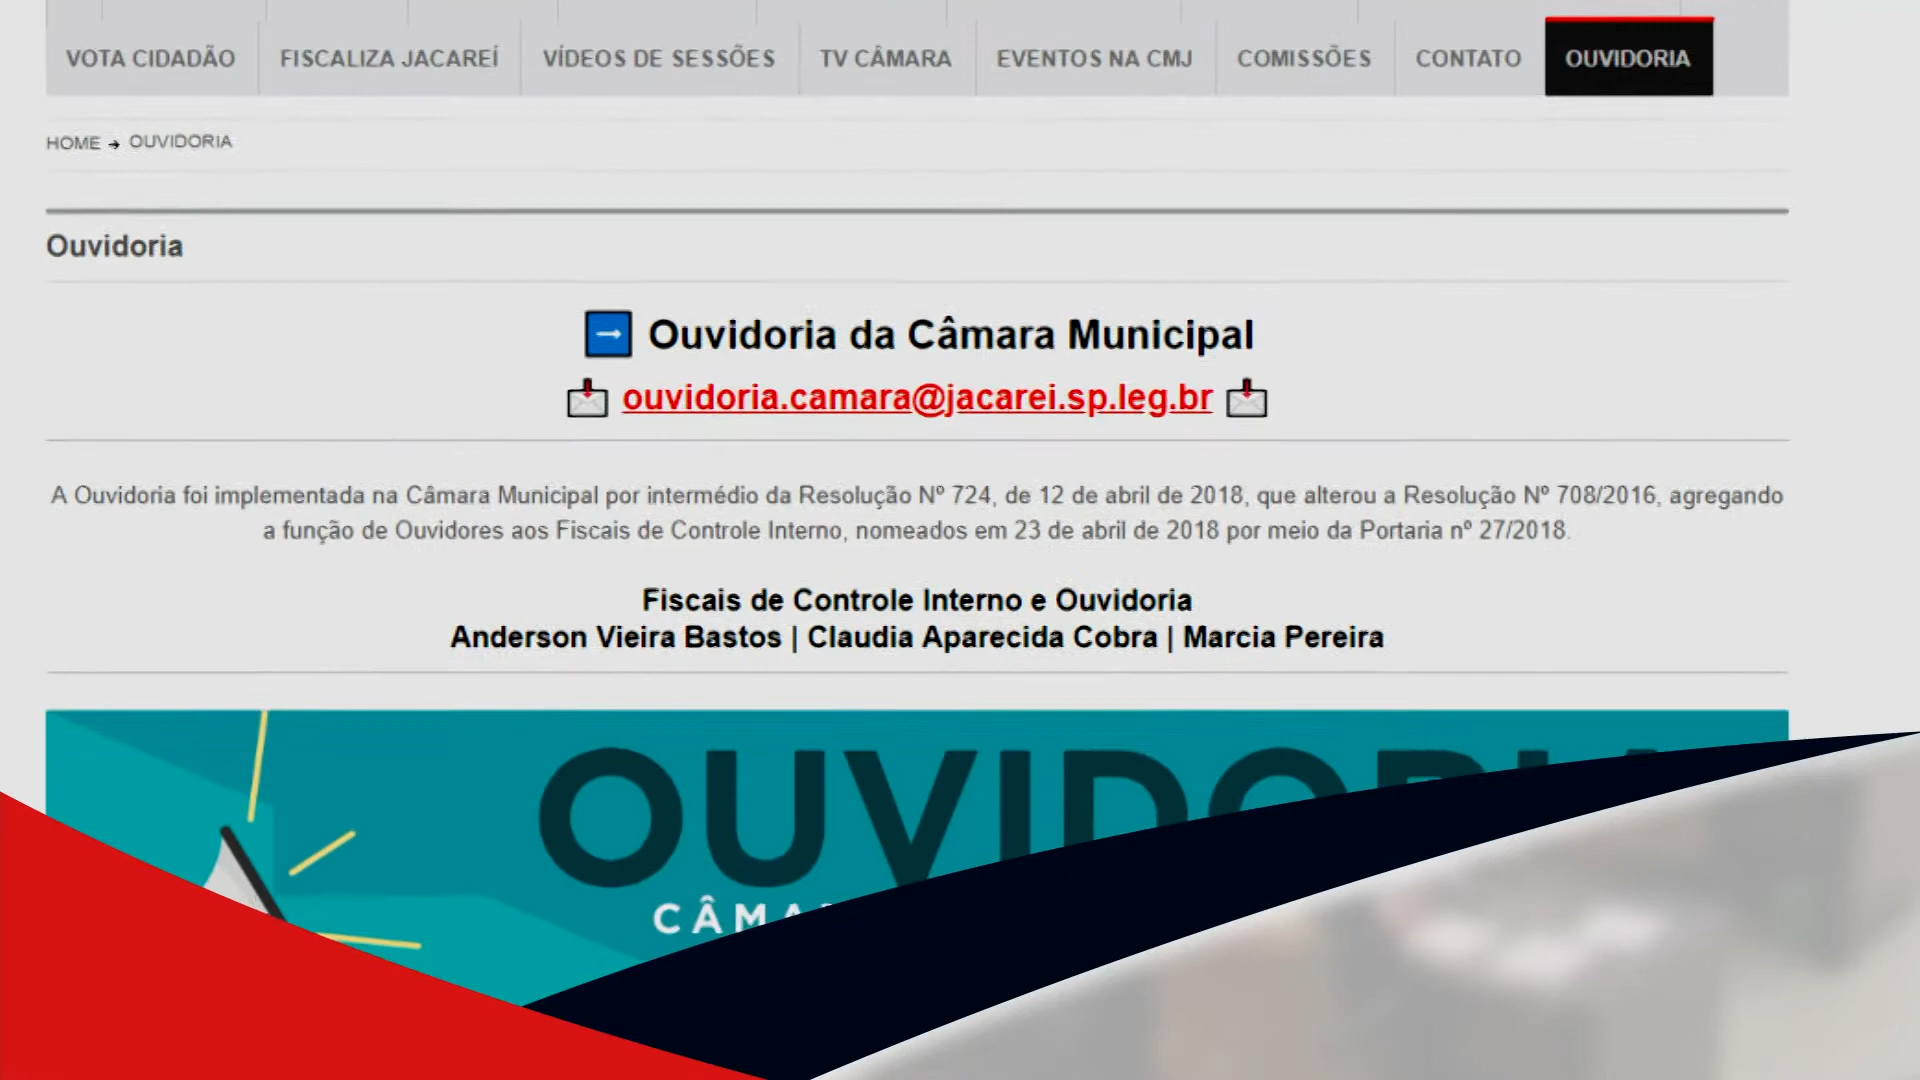 VOTA CIDADÃO FISCALIZA JACAREÍ VÍDEOS DE SESSÕES TV CÂMARA EVENTOS NA CMJ COMISSÕES CONTATO OUVIDORIA
HOME ➔ OUVIDORIA
Ouvidoria
➡ Ouvidoria da Câmara Municipal
📩 ouvidoria.camara@jacarei.sp.leg.br 📩
A Ouvidoria foi implementada na Câmara Municipal por intermédio da Resolução Nº 724, de 12 de abril de 2018, que alterou a Resolução Nº 708/2016, agregando
a função de Ouvidores aos Fiscais de Controle Interno, nomeados em 23 de abril de 2018 por meio da Portaria nº 27/2018.
Fiscais de Controle Interno e Ouvidoria
Anderson Vieira Bastos | Claudia Aparecida Cobra | Marcia Pereira
OUVIDORIA